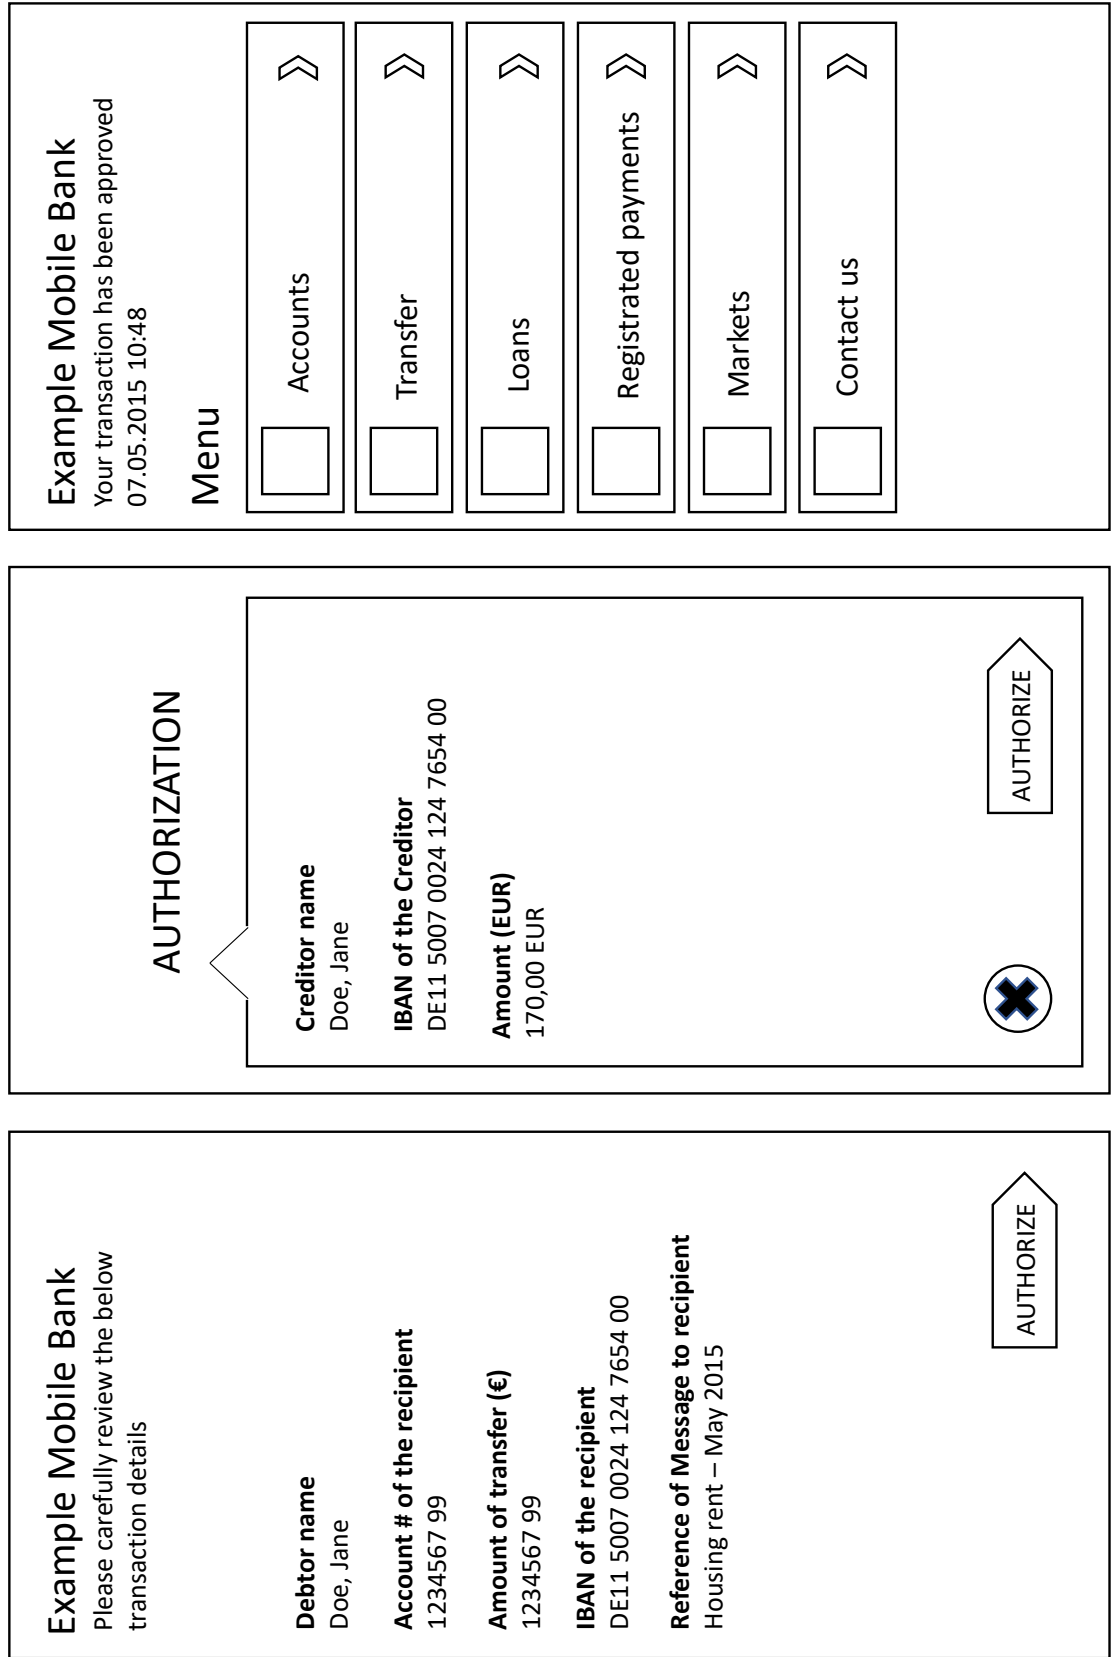 Example Mobile Bank
Please carefully review the below
transaction details
Debtor name
Doe, Jane
Account # of the recipient
1234567 99
Amount of transfer (€)
1234567 99
IBAN of the recipient
DE11 5007 0024 124 7654 00
Reference of Message to recipient
Housing rent – May 2015
AUTHORIZE
AUTHORIZATION
Creditor name
Doe, Jane
IBAN of the Creditor
DE11 5007 0024 124 7654 00
Amount (EUR)
170,00 EUR
AUTHORIZE
Example Mobile Bank
Your transaction has been approved
07.05.2015 10:48
Menu
Accounts
Transfer
Loans
Registrated payments
Markets
Contact us